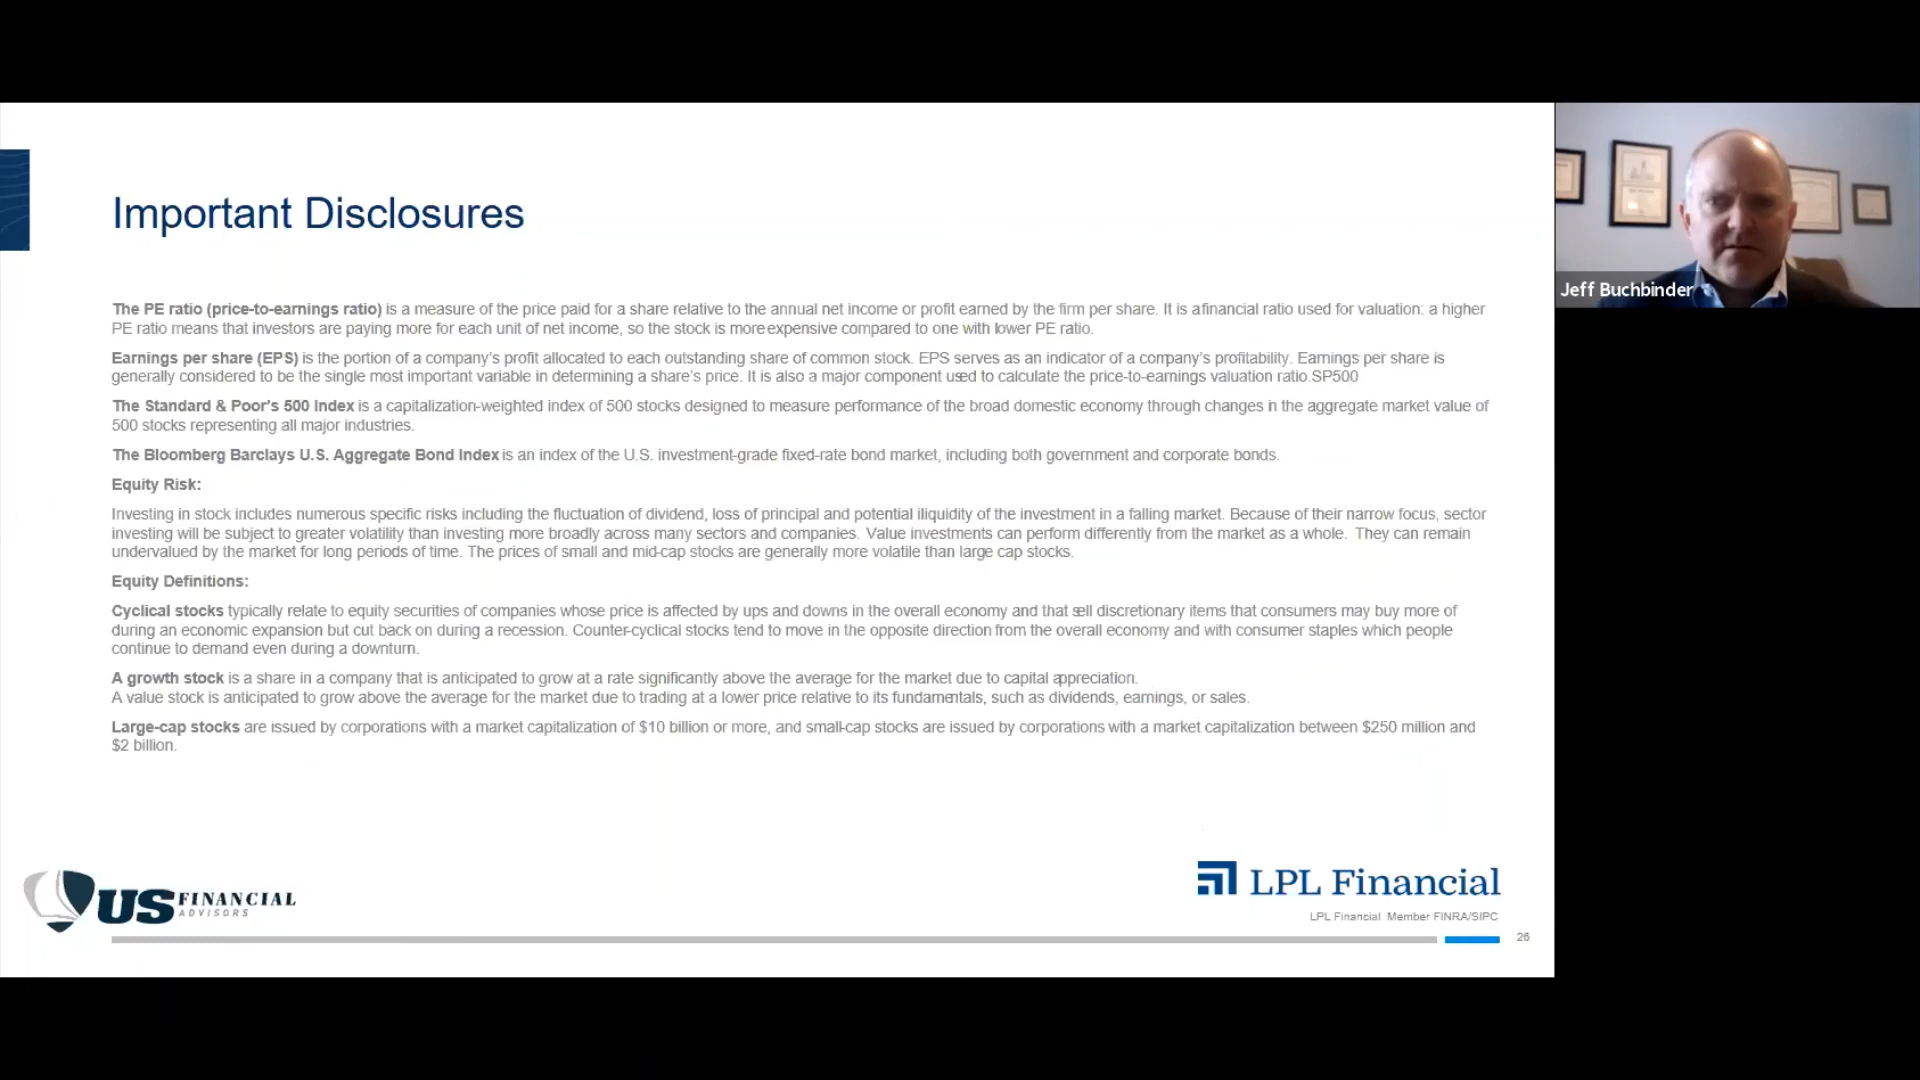 Important Disclosures
The PE ratio (price-to-earnings ratio) is a measure of the price paid for a share relative to the annual net income or profit earned by the firm per share. It is a financial ratio used for valuation: a higher
PE ratio means that investors are paying more for each unit of net income, so the stock is more expensive compared to one with lower PE ratio.
Earnings per share (EPS) is the portion of a company's profit allocated to each outstanding share of common stock. EPS serves as an indicator of a company's profitability. Earnings per share is
generally considered to be the single most important variable in determining a share's price. It is also a major component used to calculate the price-to-earnings valuation ratio.SP500
The Standard & Poor's 500 Index is a capitalization-weighted index of 500 stocks designed to measure performance of the broad domestic economy through changes in the aggregate market value of
500 stocks representing all major industries.
The Bloomberg Barclays U.S. Aggregate Bond Index is an index of the U.S. investment-grade fixed-rate bond market, including both government and corporate bonds.
Equity Risk:
Investing in stock includes numerous specific risks including the fluctuation of dividend, loss of principal and potential illiquidity of the investment in a falling market. Because of their narrow focus, sector
investing will be subject to greater volatility than investing more broadly across many sectors and companies. Value investments can perform differently from the market as a whole. They can remain
undervalued by the market for long periods of time. The prices of small and mid-cap stocks are generally more volatile than large cap stocks.
Equity Definitions:
Cyclical stocks typically relate to equity securities of companies whose price is affected by ups and downs in the overall economy and that sell discretionary items that consumers may buy more of
during an economic expansion but cut back on during a recession. Counter-cyclical stocks tend to move in the opposite direction from the overall economy and with consumer staples which people
continue to demand even during a downturn.
A growth stock is a share in a company that is anticipated to grow at a rate significantly above the average for the market due to capital appreciation.
A value stock is anticipated to grow above the average for the market due to trading at a lower price relative to its fundamentals, such as dividends, earnings, or sales.
Large-cap stocks are issued by corporations with a market capitalization of $10 billion or more, and small-cap stocks are issued by corporations with a market capitalization between $250 million and
$2 billion.
US FINANCIAL
ADVISORS
LPL Financial
LPL Financial Member FINRA/SIPC
26
Jeff Buchbinder